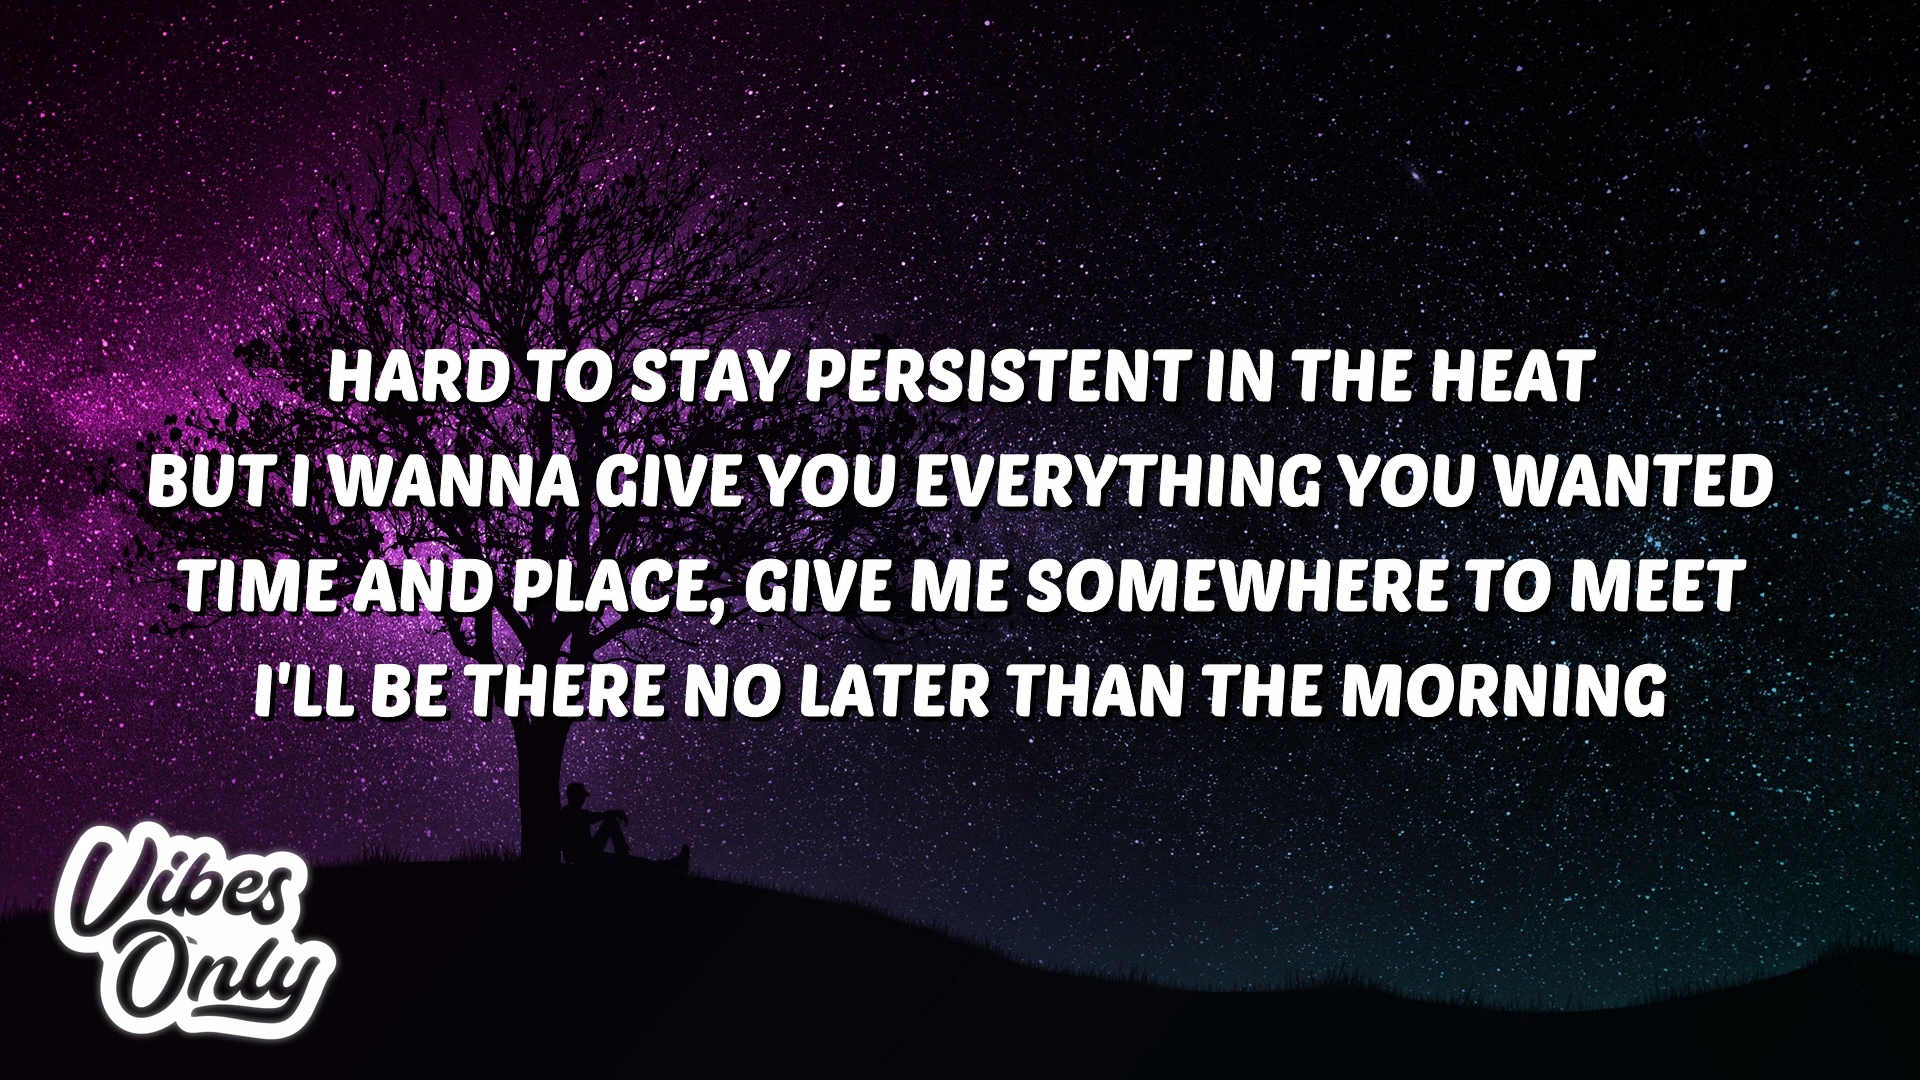 HARD TO STAY PERSISTENT IN THE HEAT
BUT I WANNA GIVE YOU EVERYTHING YOU WANTED
TIME AND PLACE, GIVE ME SOMEWHERE TO MEET
I'LL BE THERE NO LATER THAN THE MORNING
Vibes
Only